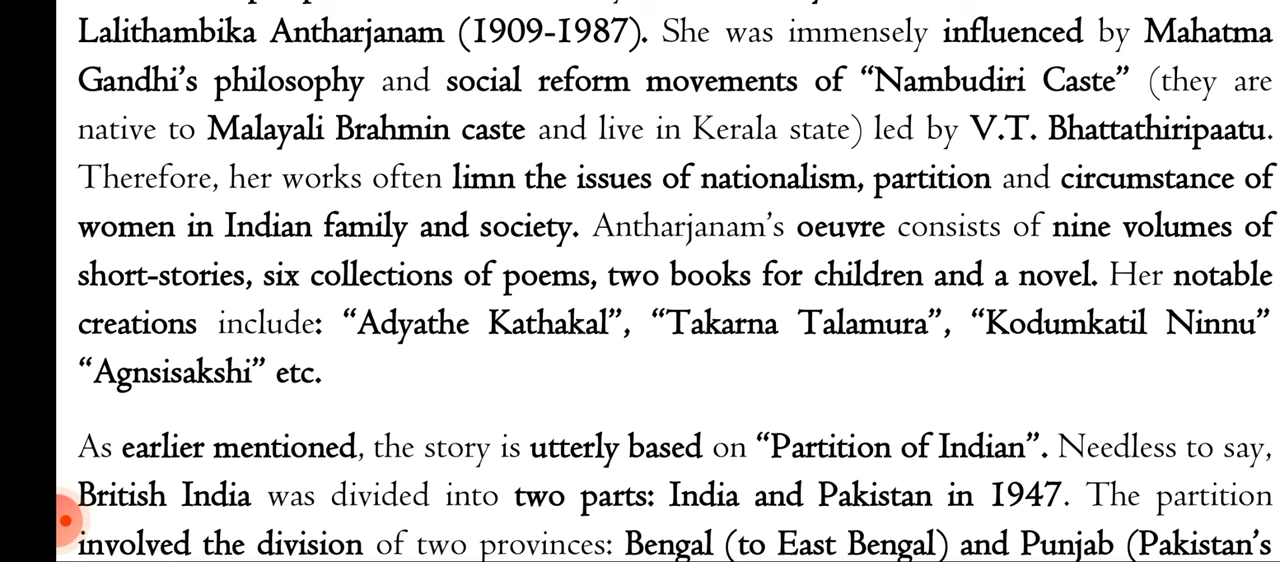 Lalithambika Antharjanam (1909-1987). She was immensely influenced by Mahatma
Gandhi’s philosophy and social reform movements of “Nambudiri Caste” (they are
native to Malayali Brahmin caste and live in Kerala state) led by V.T. Bhattathiripaatu.
Therefore, her works often limn the issues of nationalism, partition and circumstance of
women in Indian family and society. Antharjanam’s oeuvre consists of nine volumes of
short-stories, six collections of poems, two books for children and a novel. Her notable
creations include: “Adyathe Kathakal”, “Takarna Talamura”, “Kodumkatil Ninnu”
“Agnsisakshi” etc.
As earlier mentioned, the story is utterly based on “Partition of Indian”. Needless to say,
British India was divided into two parts: India and Pakistan in 1947. The partition
involved the division of two provinces: Bengal (to East Bengal) and Punjab (Pakistan’s